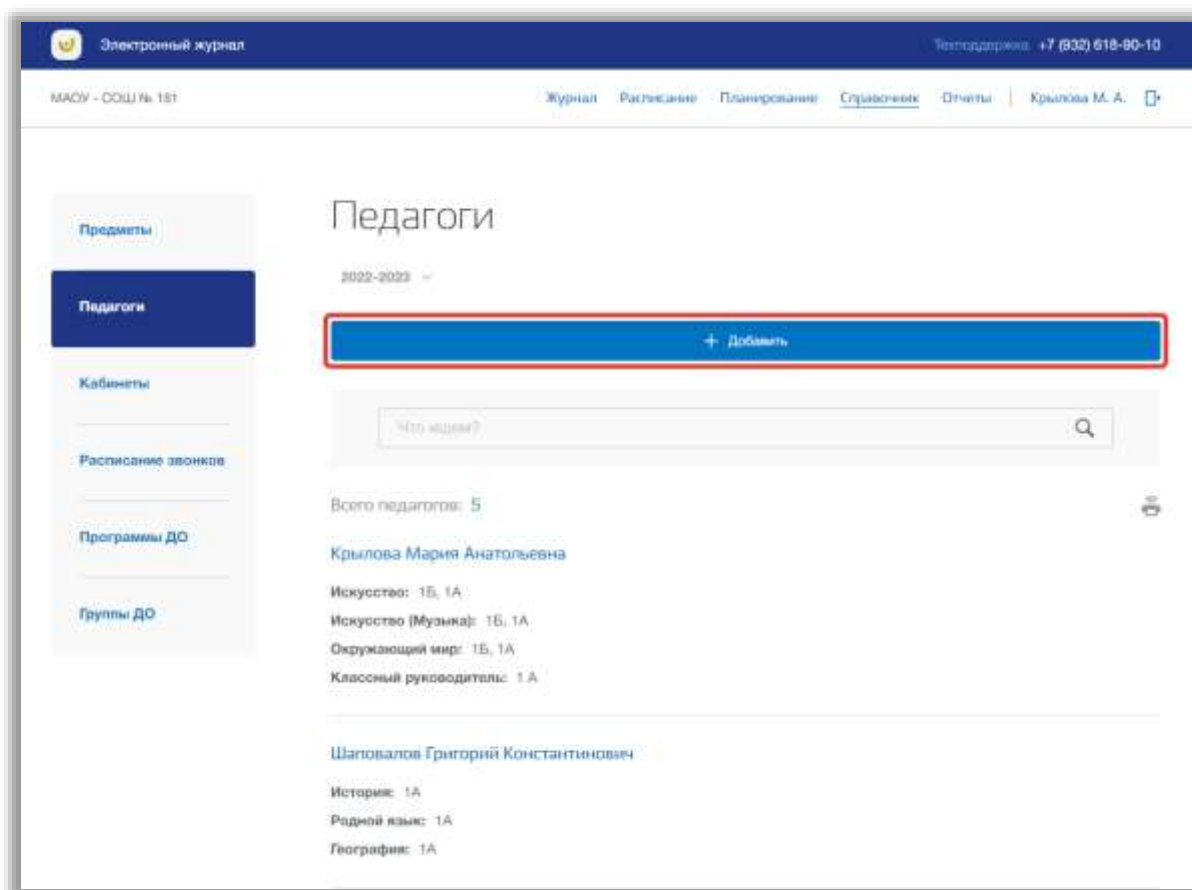 Электронный журнал
Техподдержка +7 (932) 618-90-10
МАОУ - СОШ № 181
Журнал Расписание Планирование Справочник Отчеты Крылова М. А.
Педагоги
2022-2023
+ Добавить
Что ищем?
Всего педагогов: 5
Крылова Мария Анатольевна
Искусство: 1Б, 1А
Искусство (Музыка): 1Б, 1А
Окружающий мир: 1Б, 1А
Классный руководитель: 1 А
Шаповалов Григорий Константинович
История: 1А
Родной язык: 1А
География: 1А
Предметы
Педагоги
Кабинеты
Расписание звонков
Программы ДО
Группы ДО